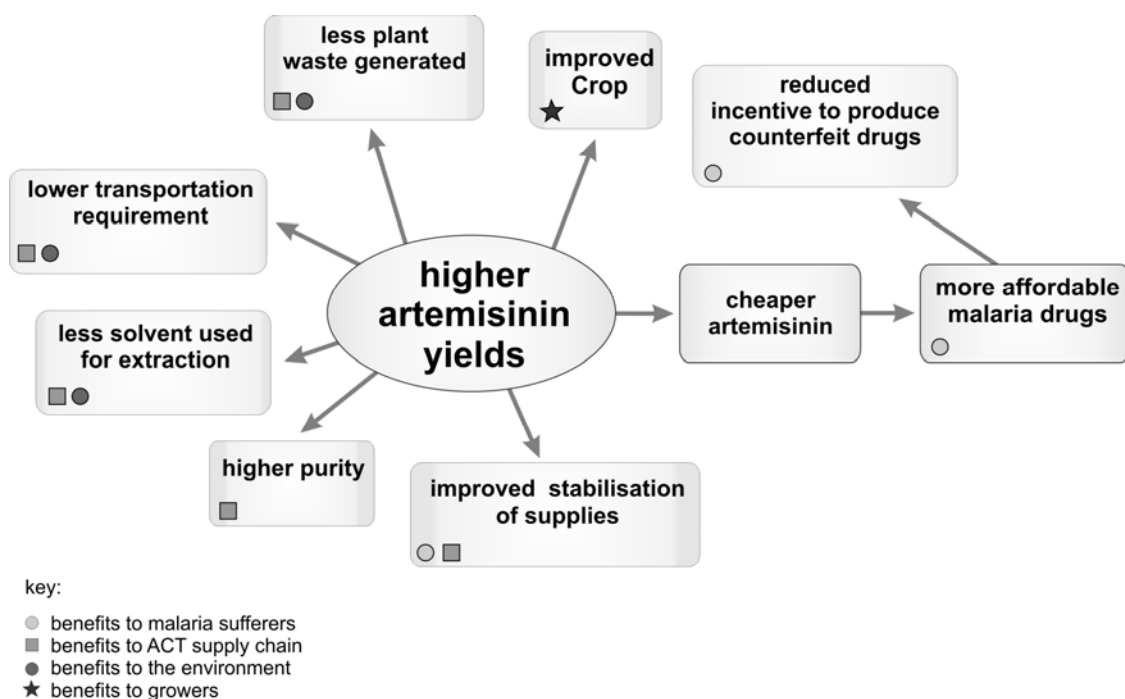 less plant
waste generated
improved
Crop
reduced
incentive to produce
counterfeit drugs
lower transportation
requirement
higher
artemisinin
yields
cheaper
artemisinin
more affordable
malaria drugs
less solvent used
for extraction
higher purity
improved stabilisation
of supplies
key:
benefits to malaria sufferers
benefits to ACT supply chain
benefits to the environment
benefits to growers